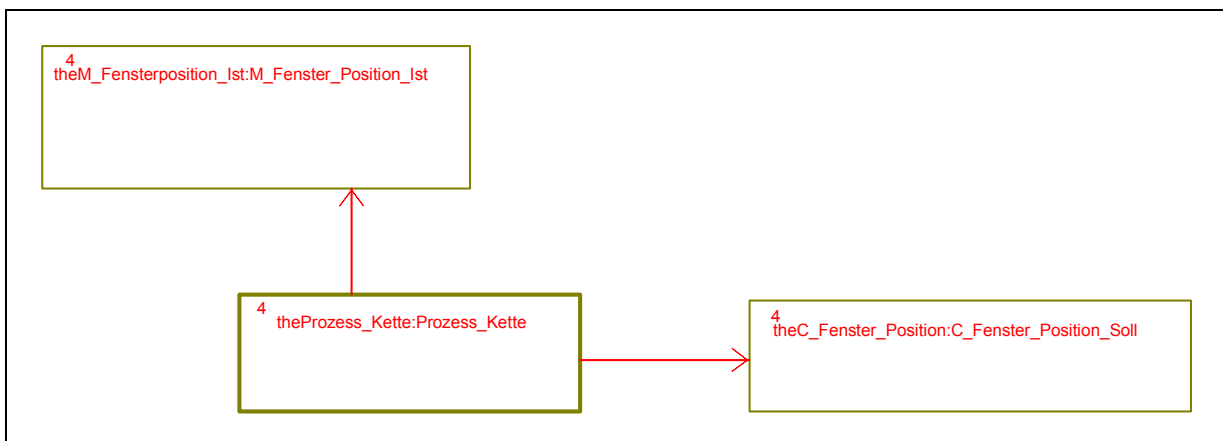 4
theM_Fensterposition_Ist:M_Fenster_Position_Ist
4
theProzess_Kette:Prozess_Kette
4
theC_Fenster_Position:C_Fenster_Position_Soll